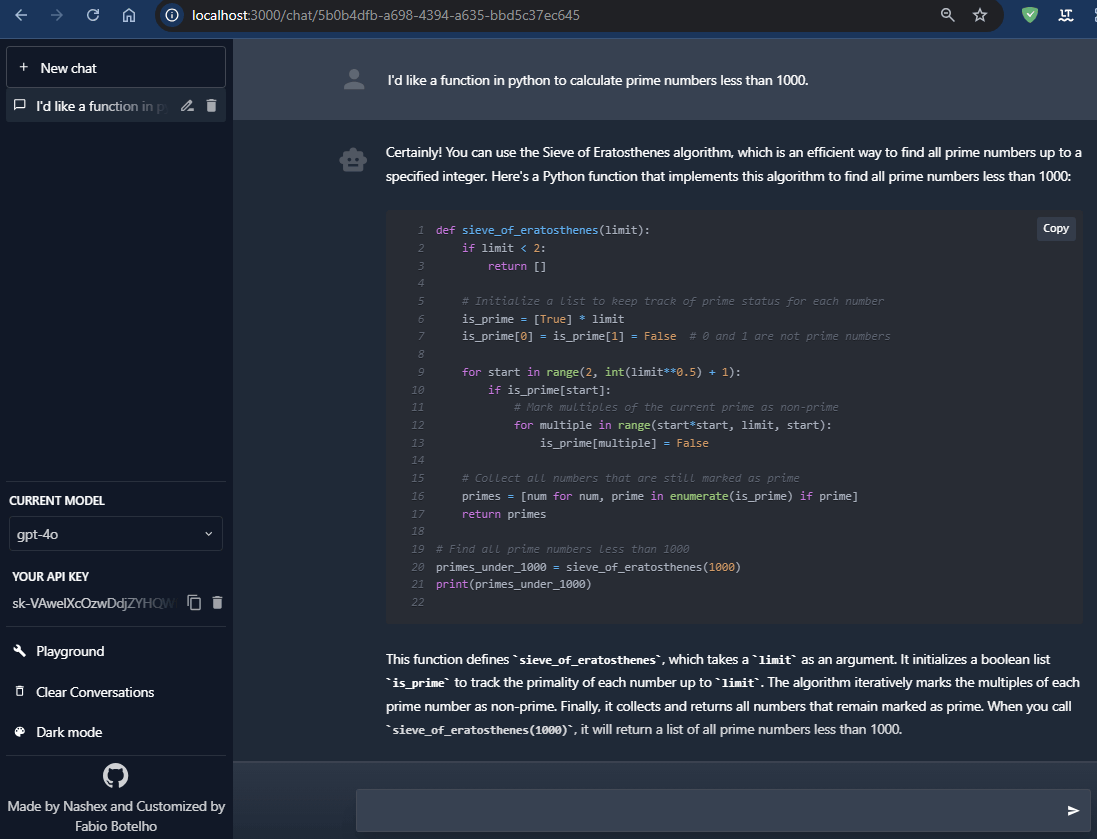 localhost:3000/chat/5b0b4dfb-a698-4394-a635-bbd5c37ec645
+ New chat
I'd like a function in p
CURRENT MODEL
gpt-4o
YOUR API KEY
sk-VAwelXcOzwDdjZYHQW
Playground
Clear Conversations
Dark mode
Made by Nashex and Customized by
Fabio Botelho
I'd like a function in python to calculate prime numbers less than 1000.
Certainly! You can use the Sieve of Eratosthenes algorithm, which is an efficient way to find all prime numbers up to a
specified integer. Here's a Python function that implements this algorithm to find all prime numbers less than 1000:
Copy
1 def sieve_of_eratosthenes(limit):
2     if limit < 2:
3         return []
4
5     # Initialize a list to keep track of prime status for each number
6     is_prime = [True] * limit
7     is_prime[0] = is_prime[1] = False  # 0 and 1 are not prime numbers
8
9     for start in range(2, int(limit**0.5) + 1):
10         if is_prime[start]:
11             # Mark multiples of the current prime as non-prime
12             for multiple in range(start*start, limit, start):
13                 is_prime[multiple] = False
14
15     # Collect all numbers that are still marked as prime
16     primes = [num for num, prime in enumerate(is_prime) if prime]
17     return primes
18
19 # Find all prime numbers less than 1000
20 primes_under_1000 = sieve_of_eratosthenes(1000)
21 print(primes_under_1000)
22
This function defines `sieve_of_eratosthenes`, which takes a `limit` as an argument. It initializes a boolean list
`is_prime` to track the primality of each number up to `limit`. The algorithm iteratively marks the multiples of each
prime number as non-prime. Finally, it collects and returns all numbers that remain marked as prime. When you call
`sieve_of_eratosthenes(1000)`, it will return a list of all prime numbers less than 1000.